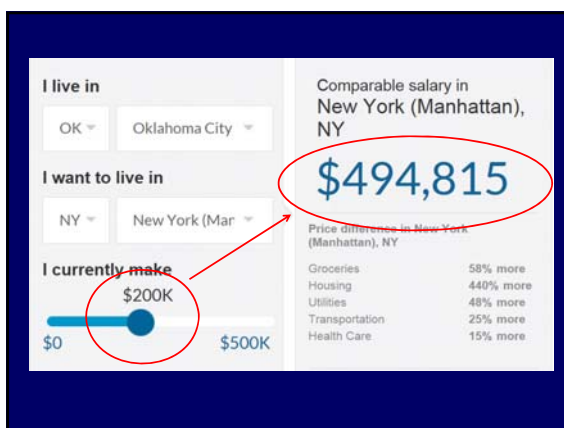 I live in
OK
Oklahoma City
I want to live in
NY
New York (Mar
I currently make
$200K
$0
$500K
Comparable salary in
New York (Manhattan),
NY
$494,815
Price difference in New York
(Manhattan), NY
Groceries 58% more
Housing 440% more
Utilities 48% more
Transportation 25% more
Health Care 15% more